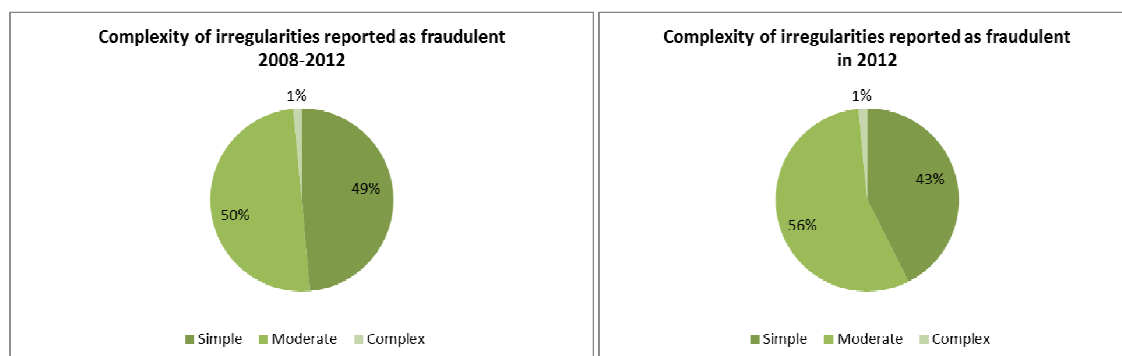 Complexity of irregularities reported as fraudulent
2008-2012
1%
49%
50%
Simple Moderate Complex
Complexity of irregularities reported as fraudulent
in 2012
1%
43%
56%
Simple Moderate Complex